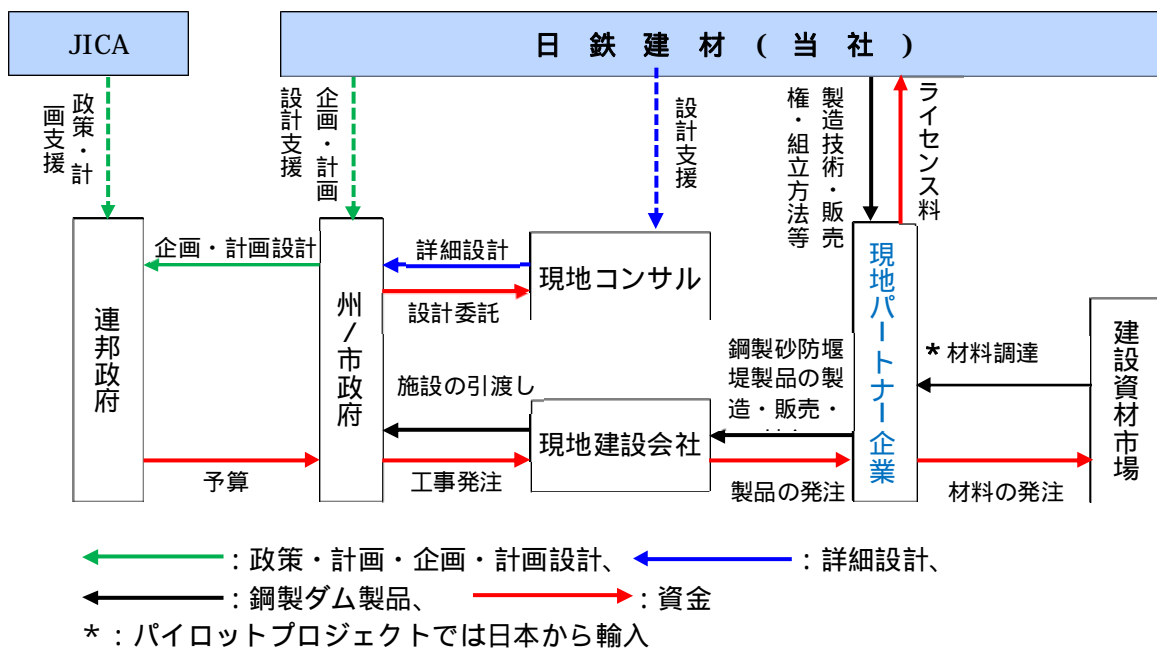 JICA
日鉄建材(当社)
政策・計
画支援
企画・計画
設計支援
設計支援
製造技術・販売
権・組立方法等
ライセンス料
企画・計画設計
詳細設計
現地コンサル
設計委託
連邦政府
州/市政府
現地パートナー企業
建設資材市場
鋼製砂防堰
堤製品の製
造・販売・
*材料調達
施設の引渡し
現地建設会社
予算
工事発注
製品の発注
材料の発注
:政策・計画・企画・計画設計、 :詳細設計、
:鋼製ダム製品、 :資金
*:パイロットプロジェクトでは日本から輸入